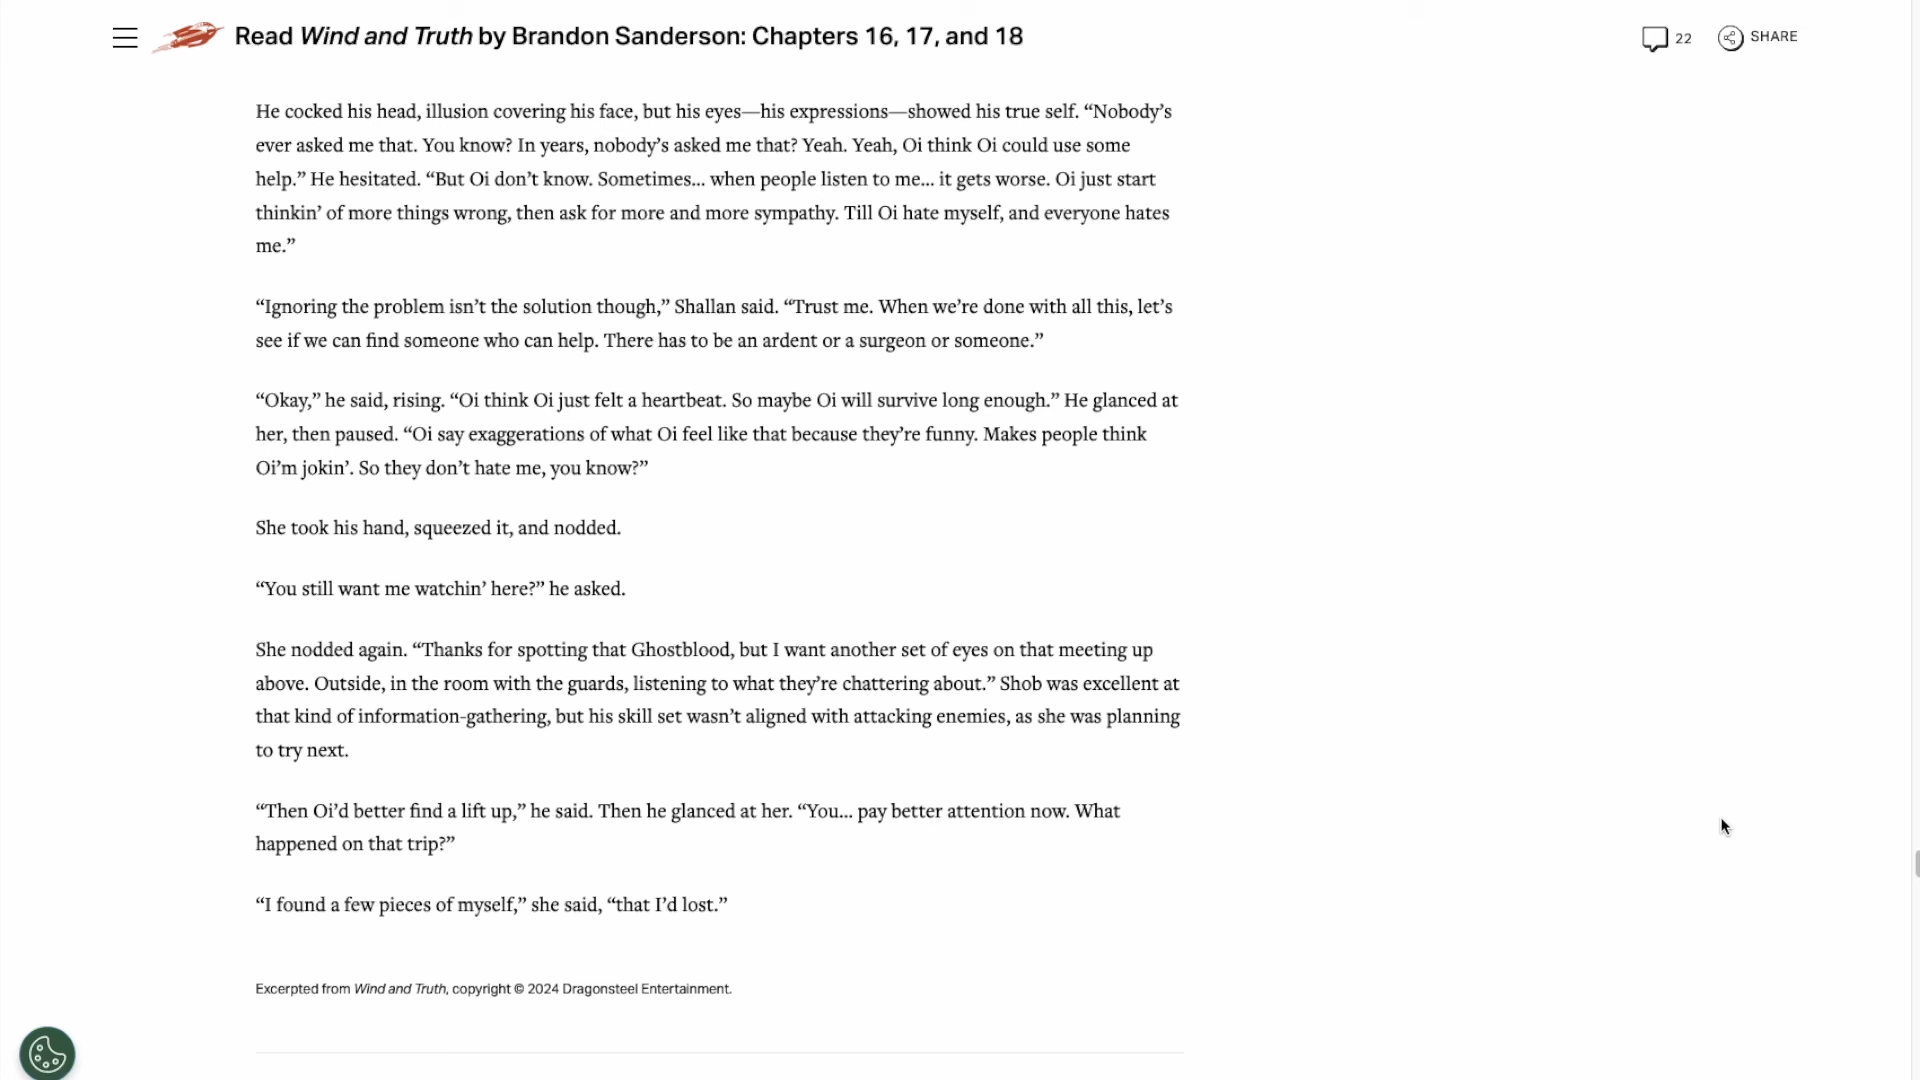 Read Wind and Truth by Brandon Sanderson: Chapters 16, 17, and 18
22
SHARE
He cocked his head, illusion covering his face, but his eyes—his expressions—showed his true self. “Nobody’s
ever asked me that. You know? In years, nobody’s asked me that? Yeah. Yeah, Oi think Oi could use some
help.” He hesitated. “But Oi don’t know. Sometimes... when people listen to me... it gets worse. Oi just start
thinkin’ of more things wrong, then ask for more and more sympathy. Till Oi hate myself, and everyone hates
me.”
“Ignoring the problem isn’t the solution though,” Shallan said. “Trust me. When we’re done with all this, let’s
see if we can find someone who can help. There has to be an ardent or a surgeon or someone.”
“Okay,” he said, rising. “Oi think Oi just felt a heartbeat. So maybe Oi will survive long enough.” He glanced at
her, then paused. “Oi say exaggerations of what Oi feel like that because they’re funny. Makes people think
Oi’m jokin’. So they don’t hate me, you know?”
She took his hand, squeezed it, and nodded.
“You still want me watchin’ here?” he asked.
She nodded again. “Thanks for spotting that Ghostblood, but I want another set of eyes on that meeting up
above. Outside, in the room with the guards, listening to what they’re chattering about.” Shob was excellent at
that kind of information-gathering, but his skill set wasn’t aligned with attacking enemies, as she was planning
to try next.
“Then Oi’d better find a lift up,” he said. Then he glanced at her. “You... pay better attention now. What
happened on that trip?”
“I found a few pieces of myself,” she said, “that I’d lost.”
Excerpted from Wind and Truth, copyright © 2024 Dragonsteel Entertainment.